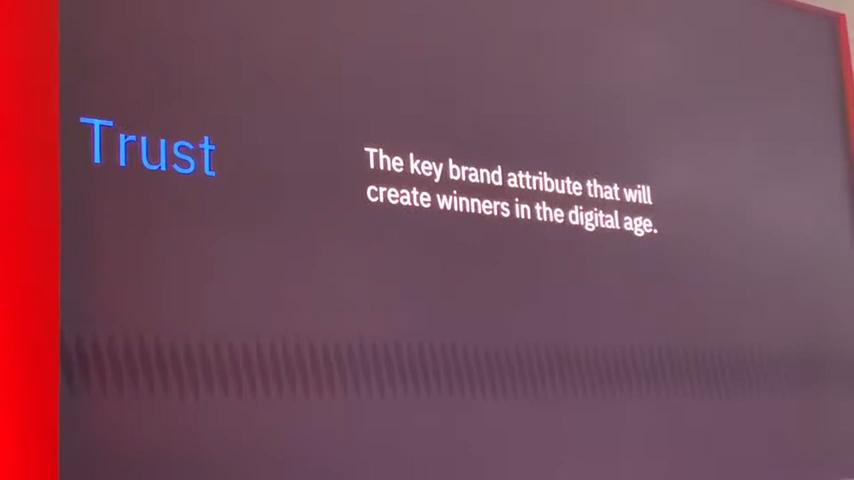 Trust
The key brand attribute that will
create winners in the digital age.